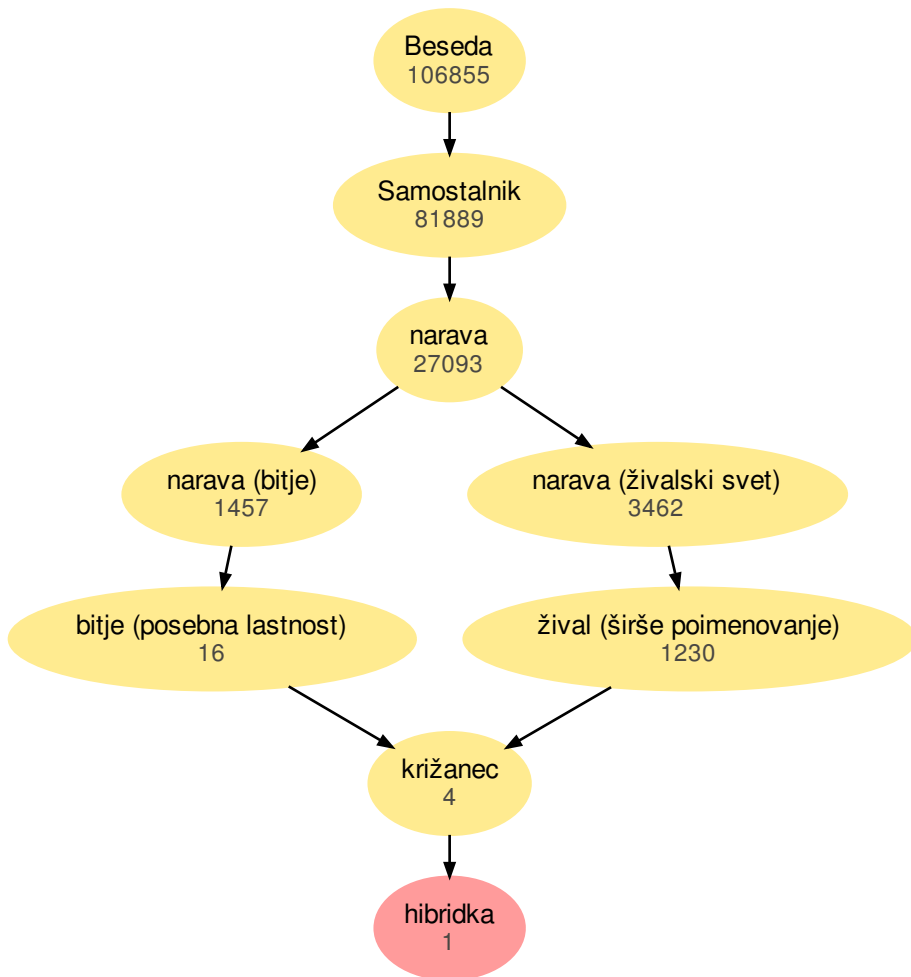 Beseda
106855
Samostalnik
81889
narava
27093
narava (bitje)
1457
narava (živalski svet)
3462
bitje (posebna lastnost)
16
žival (širše poimenovanje)
1230
križanec
4
hibridka
1